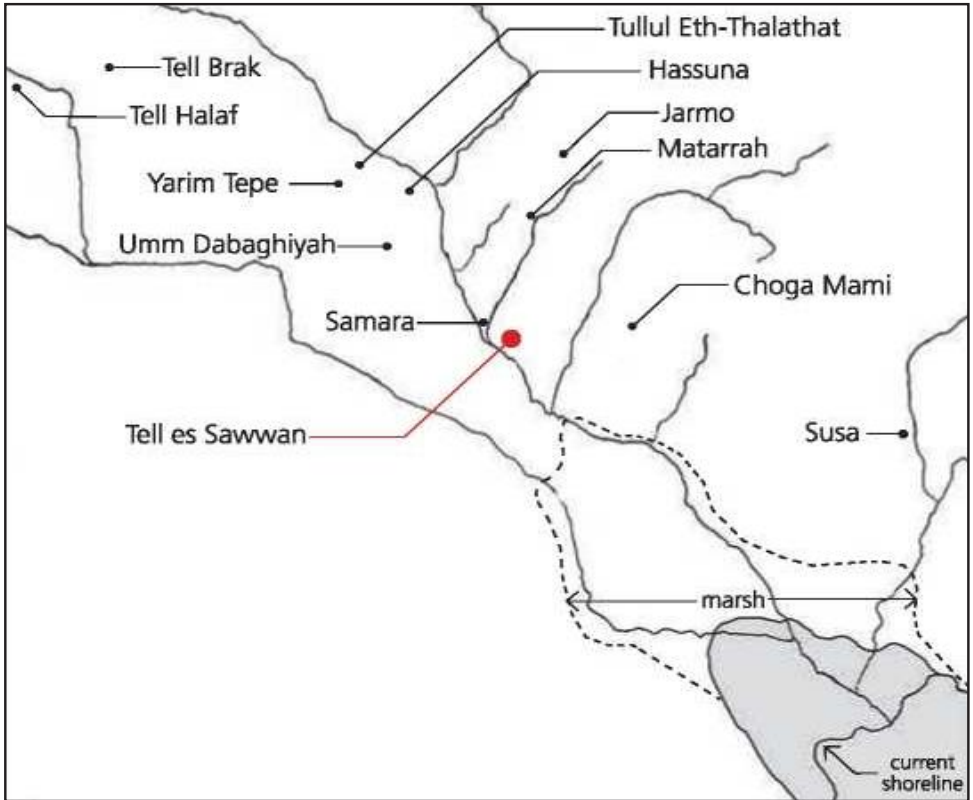 Tullul Eth-Thalathat
Tell Brak
Hassuna
Tell Halaf
Jarmo
Matarrah
Yarim Tepe
Umm Dabaghiyah
Choga Mami
Samara
Tell es Sawwan
Susa
marsh
current
shoreline